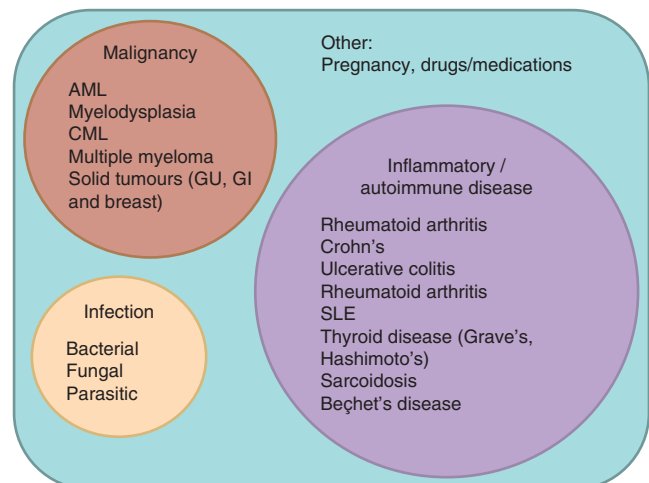 Malignancy
AML
Myelodysplasia
CML
Multiple myeloma
Solid tumours (GU, GI
and breast)
Other:
Pregnancy, drugs/medications
Inflammatory /
autoimmune disease
Rheumatoid arthritis
Crohn's
Ulcerative colitis
Rheumatoid arthritis
SLE
Thyroid disease (Grave's,
Hashimoto's)
Sarcoidosis
Beçhet's disease
Infection
Bacterial
Fungal
Parasitic